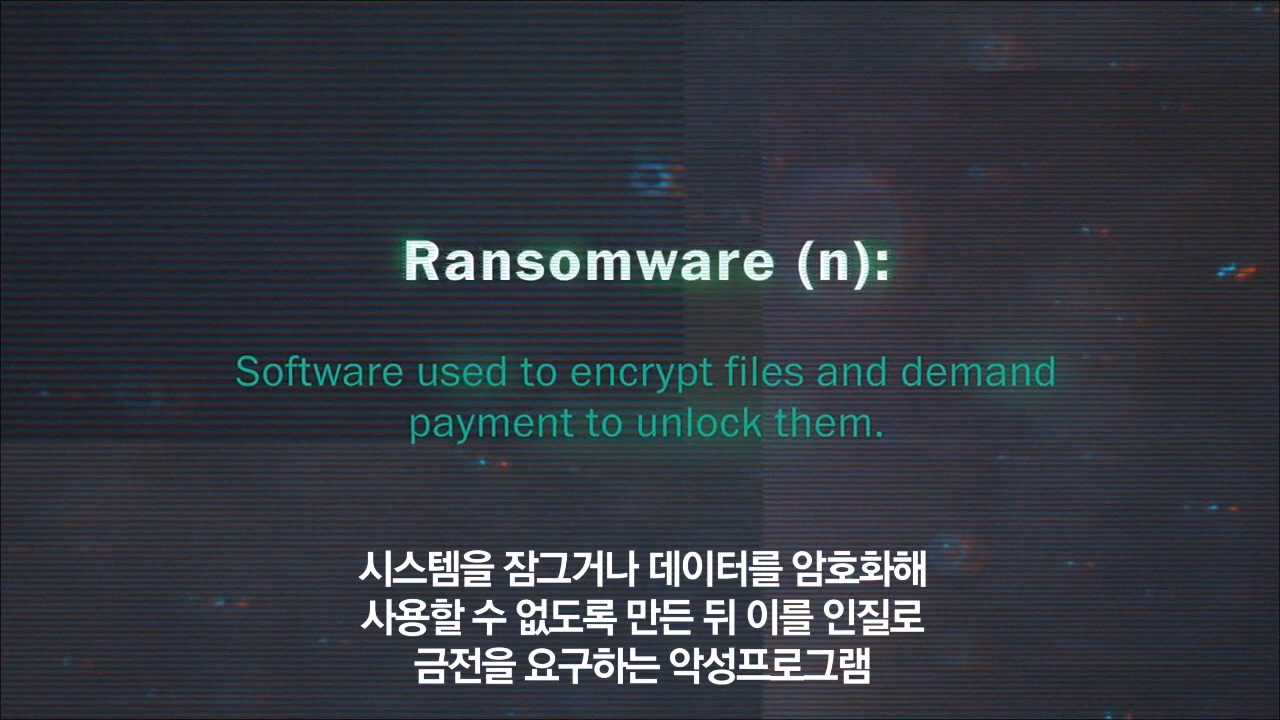 Ransomware (n):
Software used to encrypt files and demand
payment to unlock them.
시스템을 잠그거나 데이터를 암호화해
사용할 수 없도록 만든 뒤 이를 인질로
금전을 요구하는 악성프로그램